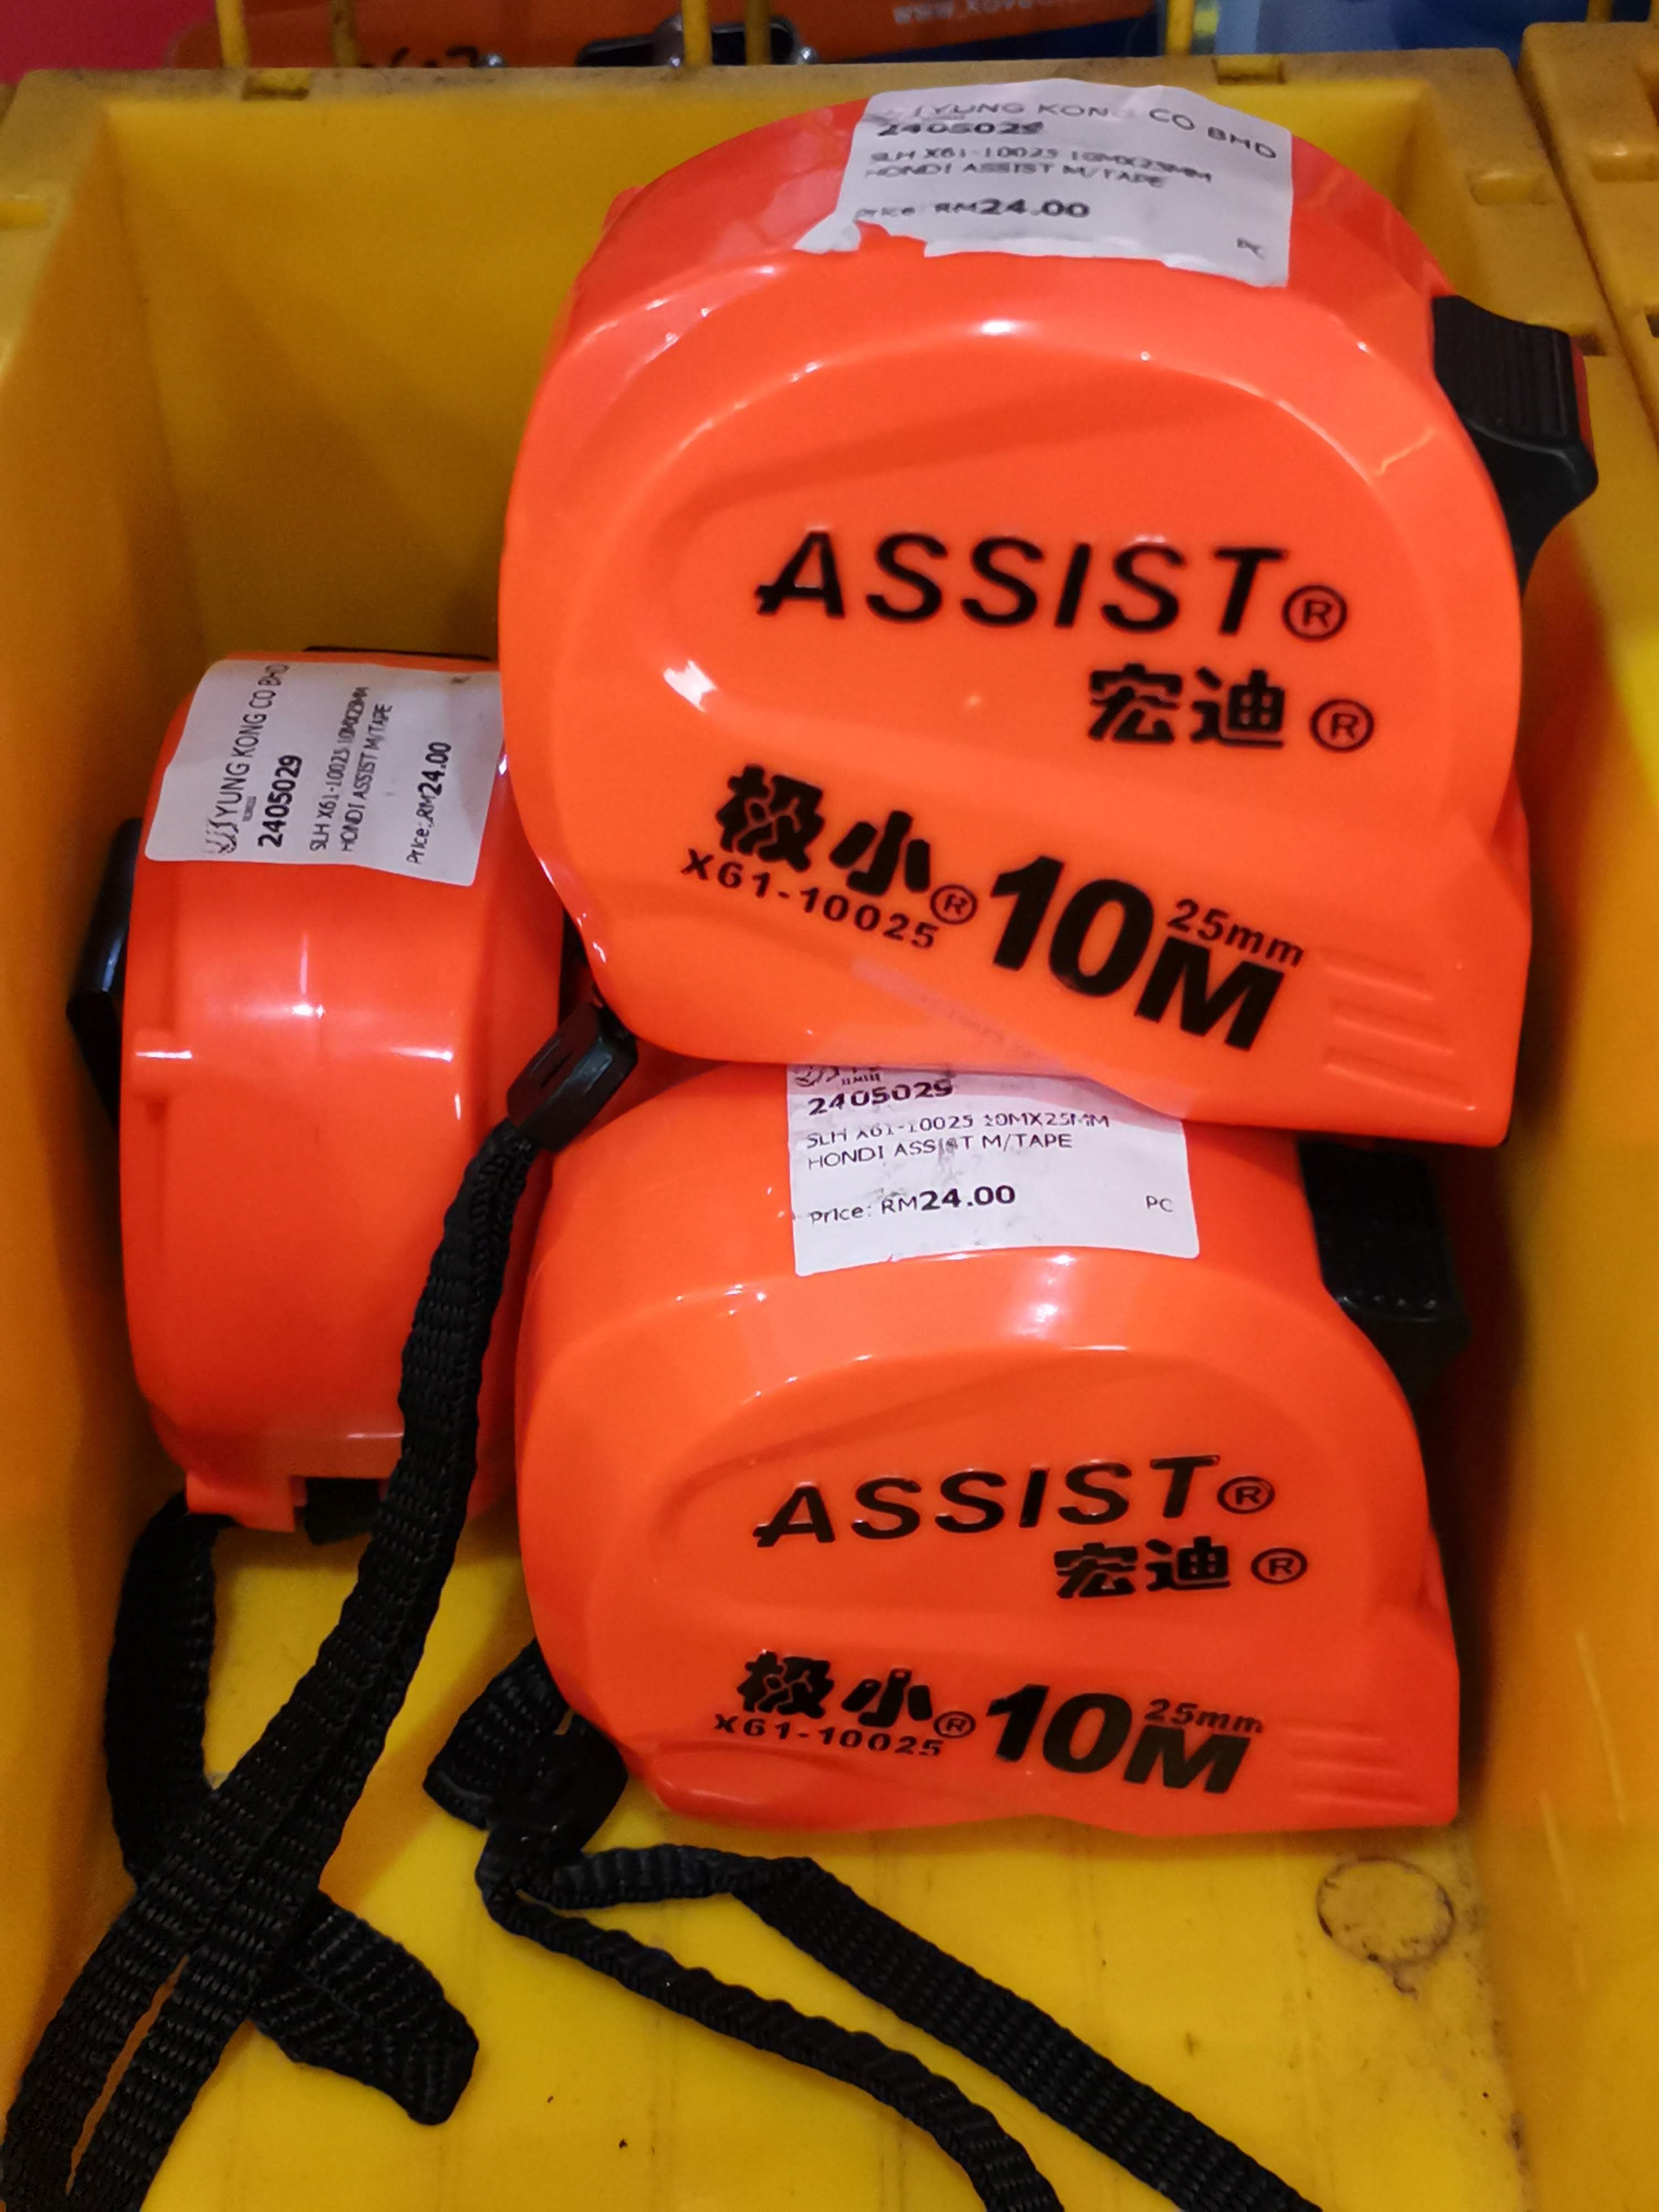 YUNG KONG CO BHD
2405029
SLH X61-10025 10MX25MM
HONDI ASSIST M/TAPE
Price: RM24.00
PC
ASSIST®
宏迪®
极小® 10M 25mm
X61-10025
YUNG KONG CO BHD
2405029
SLH X61-10025 10MX25MM
HONDI ASSIST M/TAPE
Price: RM24.00
2405029
SLH X61-10025 10MX25MM
HONDI ASSIST M/TAPE
Price: RM24.00
PC
ASSIST®
宏迪®
极小® 10M 25mm
X61-10025